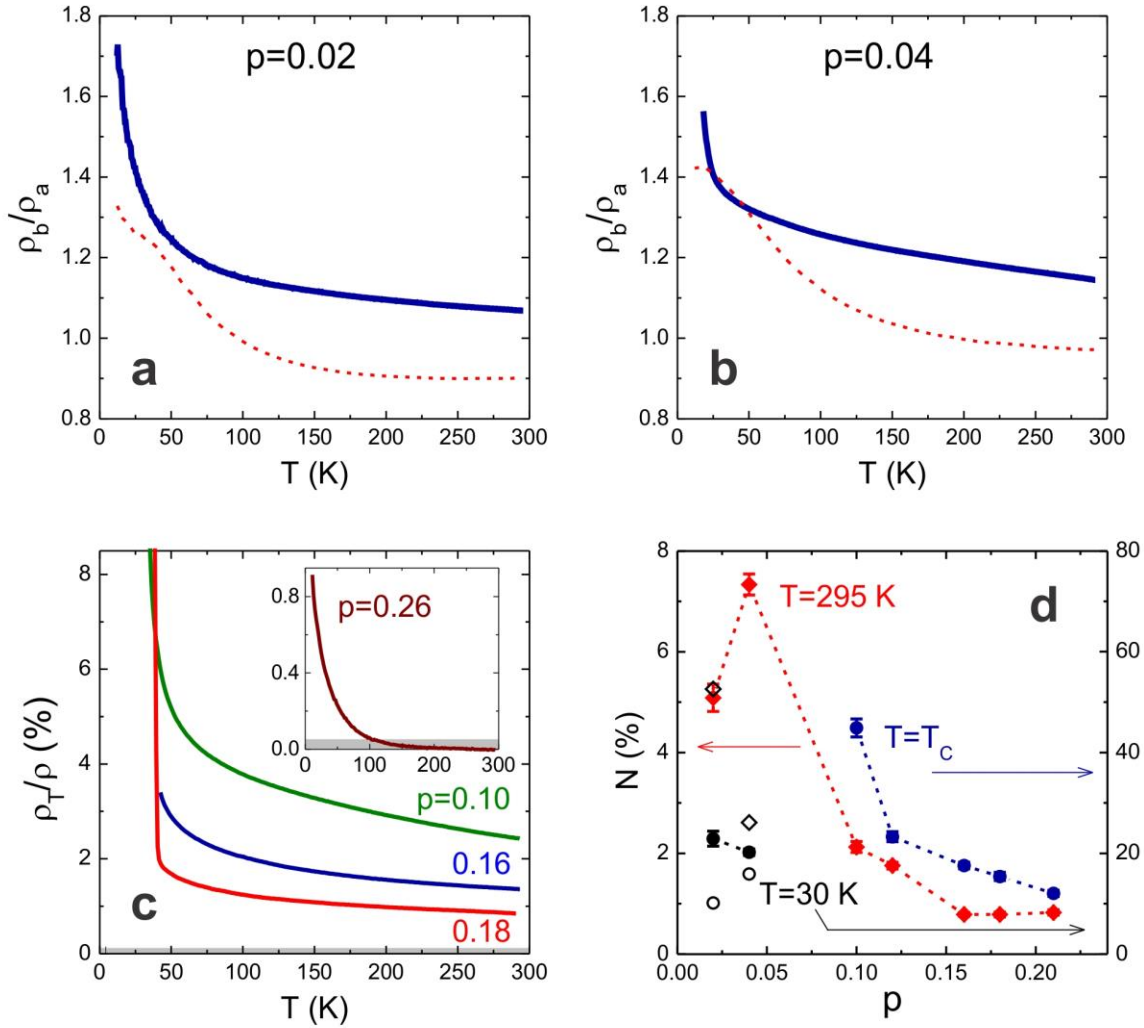 1.8
1.6
1.4
1.2
1.0
0.8
ρb/ρa
p=0.02
a
0 50 100 150 200 250 300
T (K)
1.8
1.6
1.4
1.2
1.0
0.8
ρb/ρa
p=0.04
b
0 50 100 150 200 250 300
T (K)
8
6
4
2
0
ρT/ρ (%)
0.8
0.4
0.0
p=0.26
0 100 200 300
p=0.10
0.16
0.18
c
0 50 100 150 200 250 300
T (K)
8
6
4
2
0
N (%)
T=295 K
d
T=TC
T=30 K
80
60
40
20
0
0.00 0.05 0.10 0.15 0.20
p